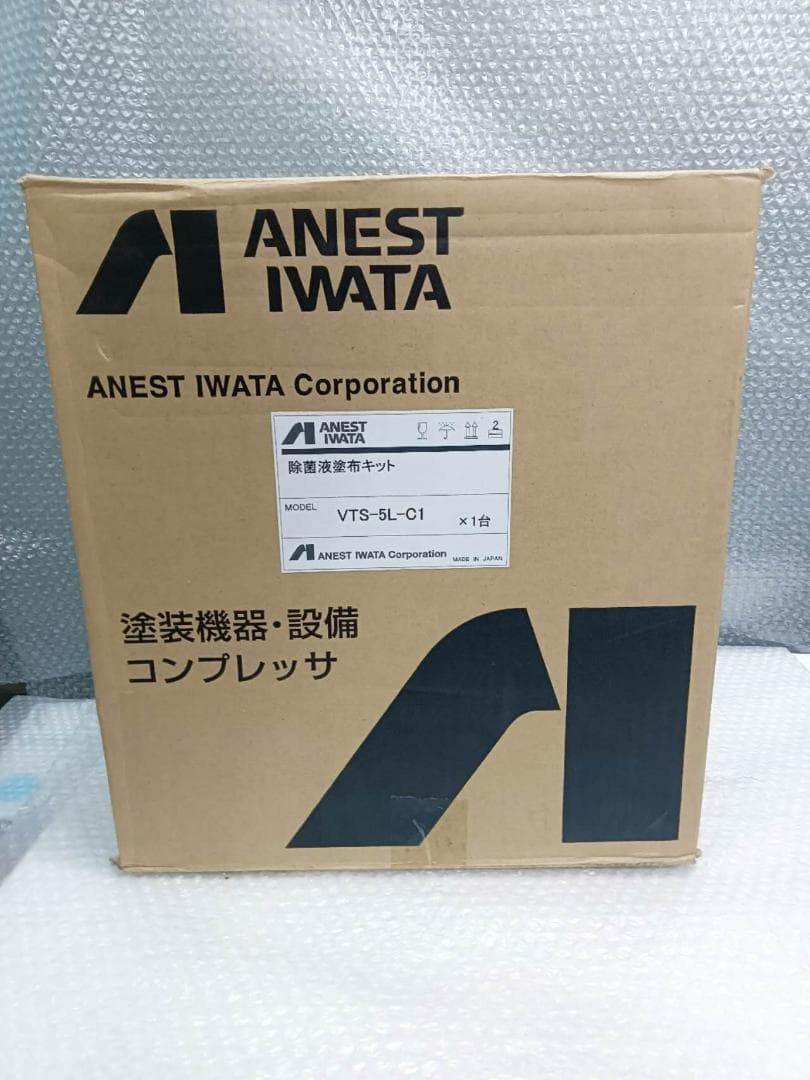 ANEST
IWATA
ANEST IWATA Corporation
ANEST
IWATA
2
除菌液塗布キット
MODEL VTS-5L-C1 ×1台
ANEST IWATA Corporation MADE IN JAPAN
塗装機器・設備
コンプレッサ